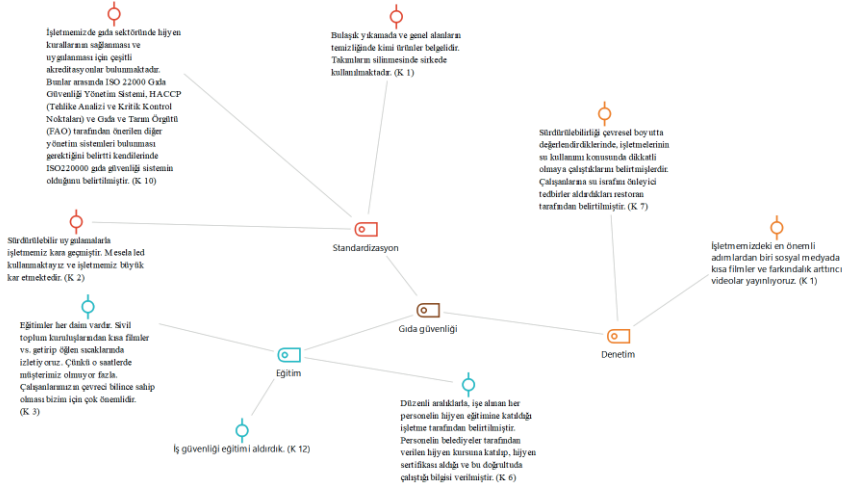 İşletmemizde gıda sektöründe hijyen
kurallarının sağlanması ve
uygulanması için çeşitli
akreditasyonlar bulunmaktadır.
Bunlar arasında ISO 22000 Gıda
Güvenliği Yönetim Sistemi, HACCP
(Tehlike Analizi ve Kritik Kontrol
Noktaları) ve Gıda ve Tarım Örgütü
(FAO) tarafından önerilen diğer
yönetim sistemleri bulunması
gerektiğini belirtti kendilerinde
ISO220000 gıda güvenliği sistemin
olduğunu belirtilmiştir. (K 10)
Bulaşık yıkamada ve genel alanların
temizliğinde kimi ürünler belgelidir.
Takımların silinmesinde sirkede
kullanılmaktadır. (K 1)
Sürdürülebilirliği çevresel boyutta
değerlendirdiklerinde, işletmelerinin
su kullanımı konusunda dikkatli
olmaya çalıştıklarını belirtmişlerdir.
Çalışanlarına su israfını önleyici
tedbirler aldırdıkları restoran
tarafından belirtilmiştir. (K 7)
Sürdürülebilir uygulamalarla
işletmemiz kara geçmiştir. Mesela led
kullanmaktayız ve işletmemiz büyük
kar etmektedir. (K 2)
Standardizasyon
İşletmemizdeki en önemli
adımlardan biri sosyal medyada
kısa filmler ve farkındalık arttırıcı
videolar yayınlıyoruz. (K 1)
Gıda güvenliği
Eğitimler her daim vardır. Sivil
toplum kuruluşlarından kısa filmler
vs. getirip öğlen sıcaklarında
izletiyoruz. Çünkü o saatlerde
müşterimiz olmuyor fazla.
Çalışanlarımızın çevreci bilince sahip
olması bizim için çok önemlidir.
(K 3)
Denetim
Eğitim
Düzenli aralıklarla, işe alınan her
personelin hijyen eğitimine katıldığı
işletme tarafından belirtilmiştir.
Personelin belediyeler tarafından
verilen hijyen kursuna katılıp, hijyen
sertifikası aldığı ve bu doğrultuda
çalıştığı bilgisi verilmiştir. (K 6)
İş güvenliği eğitimi aldırdık. (K 12)